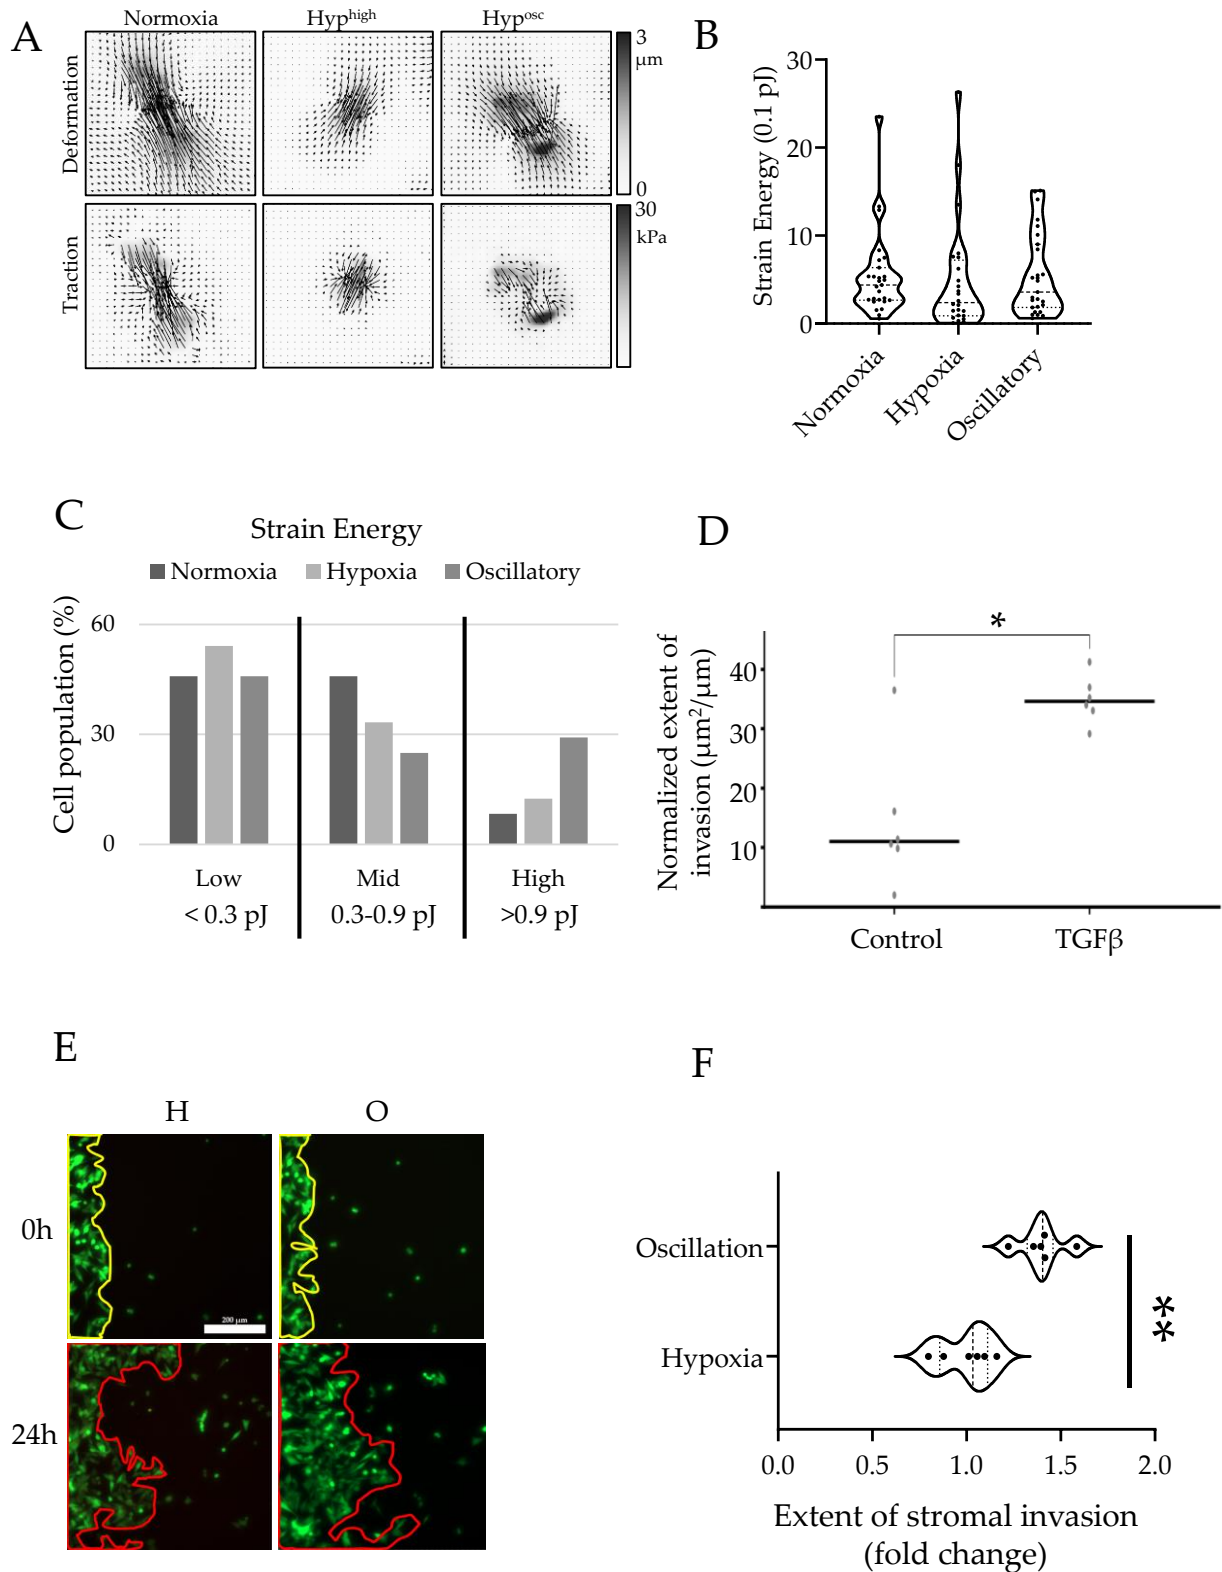 A
Normoxia
Hyphigh
Hyposc
Deformation
3
µm
0
Traction
30
kPa
B
Strain Energy (0.1 pJ)
30
20
10
0
Normoxia
Hypoxia
Oscillatory
C
Strain Energy
Normoxia
Hypoxia
Oscillatory
Cell population (%)
60
30
0
Low
Mid
High
< 0.3 pJ
0.3-0.9 pJ
>0.9 pJ
D
*
Normalized extent of
invasion (µm²/µm)
40
30
20
10
Control
TGFβ
E
H
O
0h
200 µm
24h
F
Oscillation
Hypoxia
**
0.0
0.5
1.0
1.5
2.0
Extent of stromal invasion
(fold change)